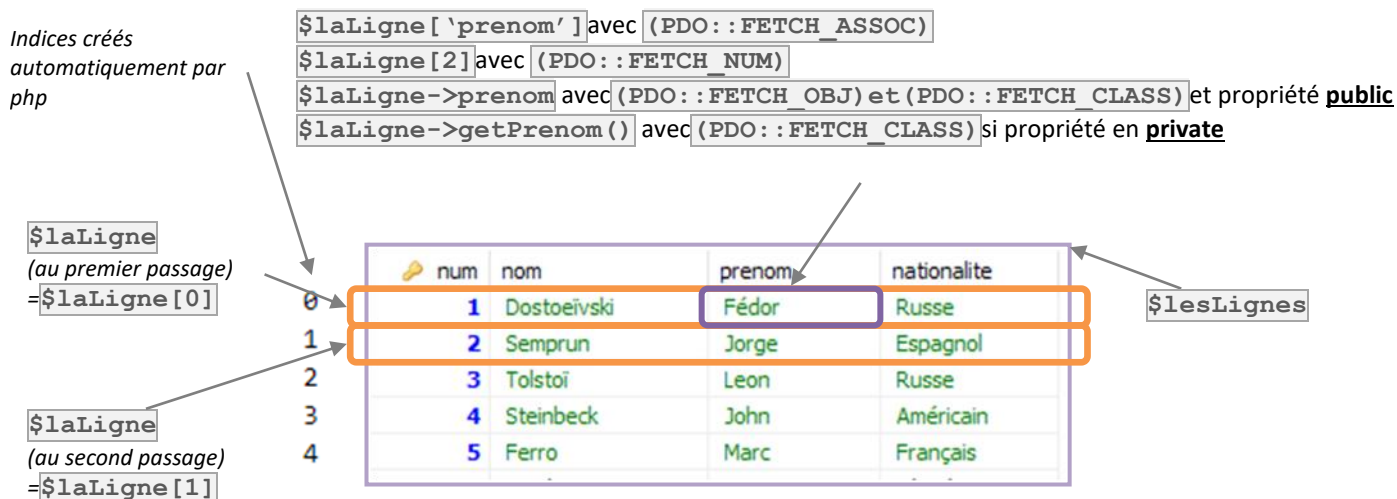 $laLigne[‘prenom’] avec (PDO::FETCH_ASSOC)
Indices créés
automatiquement par
php
$laLigne[2] avec (PDO::FETCH_NUM)
$laLigne->prenom avec (PDO::FETCH_OBJ)et(PDO::FETCH_CLASS) et propriété public
$laLigne->getPrenom() avec (PDO::FETCH_CLASS) si propriété en private
$laLigne
(au premier passage)
=$laLigne[0]
num nom prenom nationalite
0 1 Dostoeïvski Fédor Russe
1 2 Semprun Jorge Espagnol
2 3 Tolstoï Leon Russe
3 4 Steinbeck John Américain
4 5 Ferro Marc Français
$lesLignes
$laLigne
(au second passage)
=$laLigne[1]